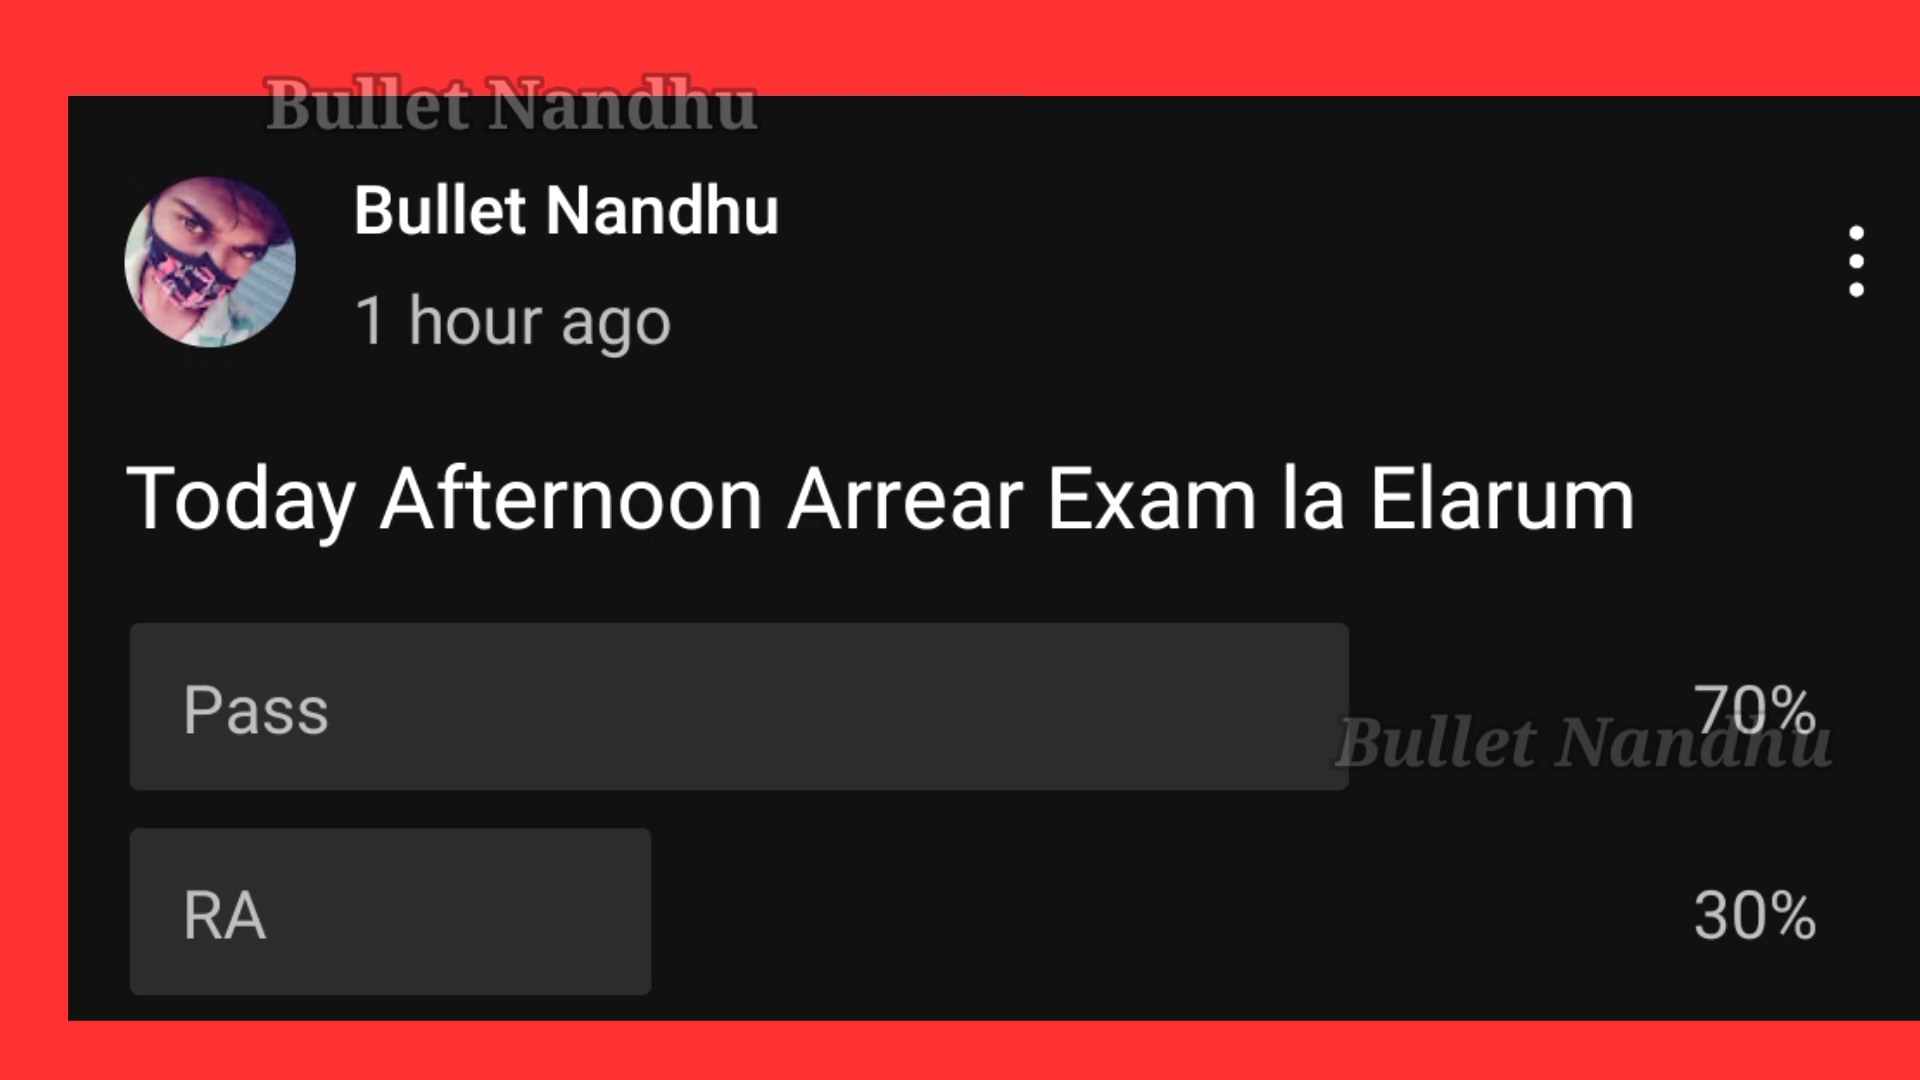 Bullet Nandhu
Bullet Nandhu
1 hour ago
Today Afternoon Arrear Exam la Elarum
Pass 70%
Bullet Nandhu
RA 30%